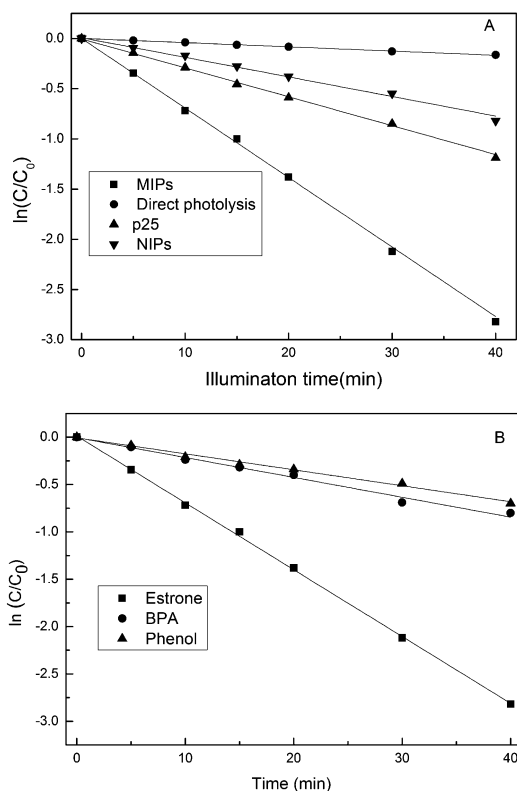 A
0.0
-0.5
-1.0
-1.5
-2.0
-2.5
-3.0
ln(C/C0)
MIPs
Direct photolysis
p25
NIPs
0 10 20 30 40
Illuminaton time(min)
B
0.0
-0.5
-1.0
-1.5
-2.0
-2.5
-3.0
ln (C/C0)
Estrone
BPA
Phenol
0 10 20 30 40
Time (min)